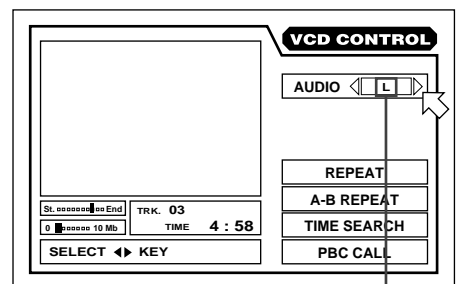 VCD CONTROL
AUDIO L
REPEAT
A-B REPEAT
TIME SEARCH
PBC CALL
St. End
0 10 Mb
TRK. 03
TIME 4 : 58
SELECT ◀▶ KEY